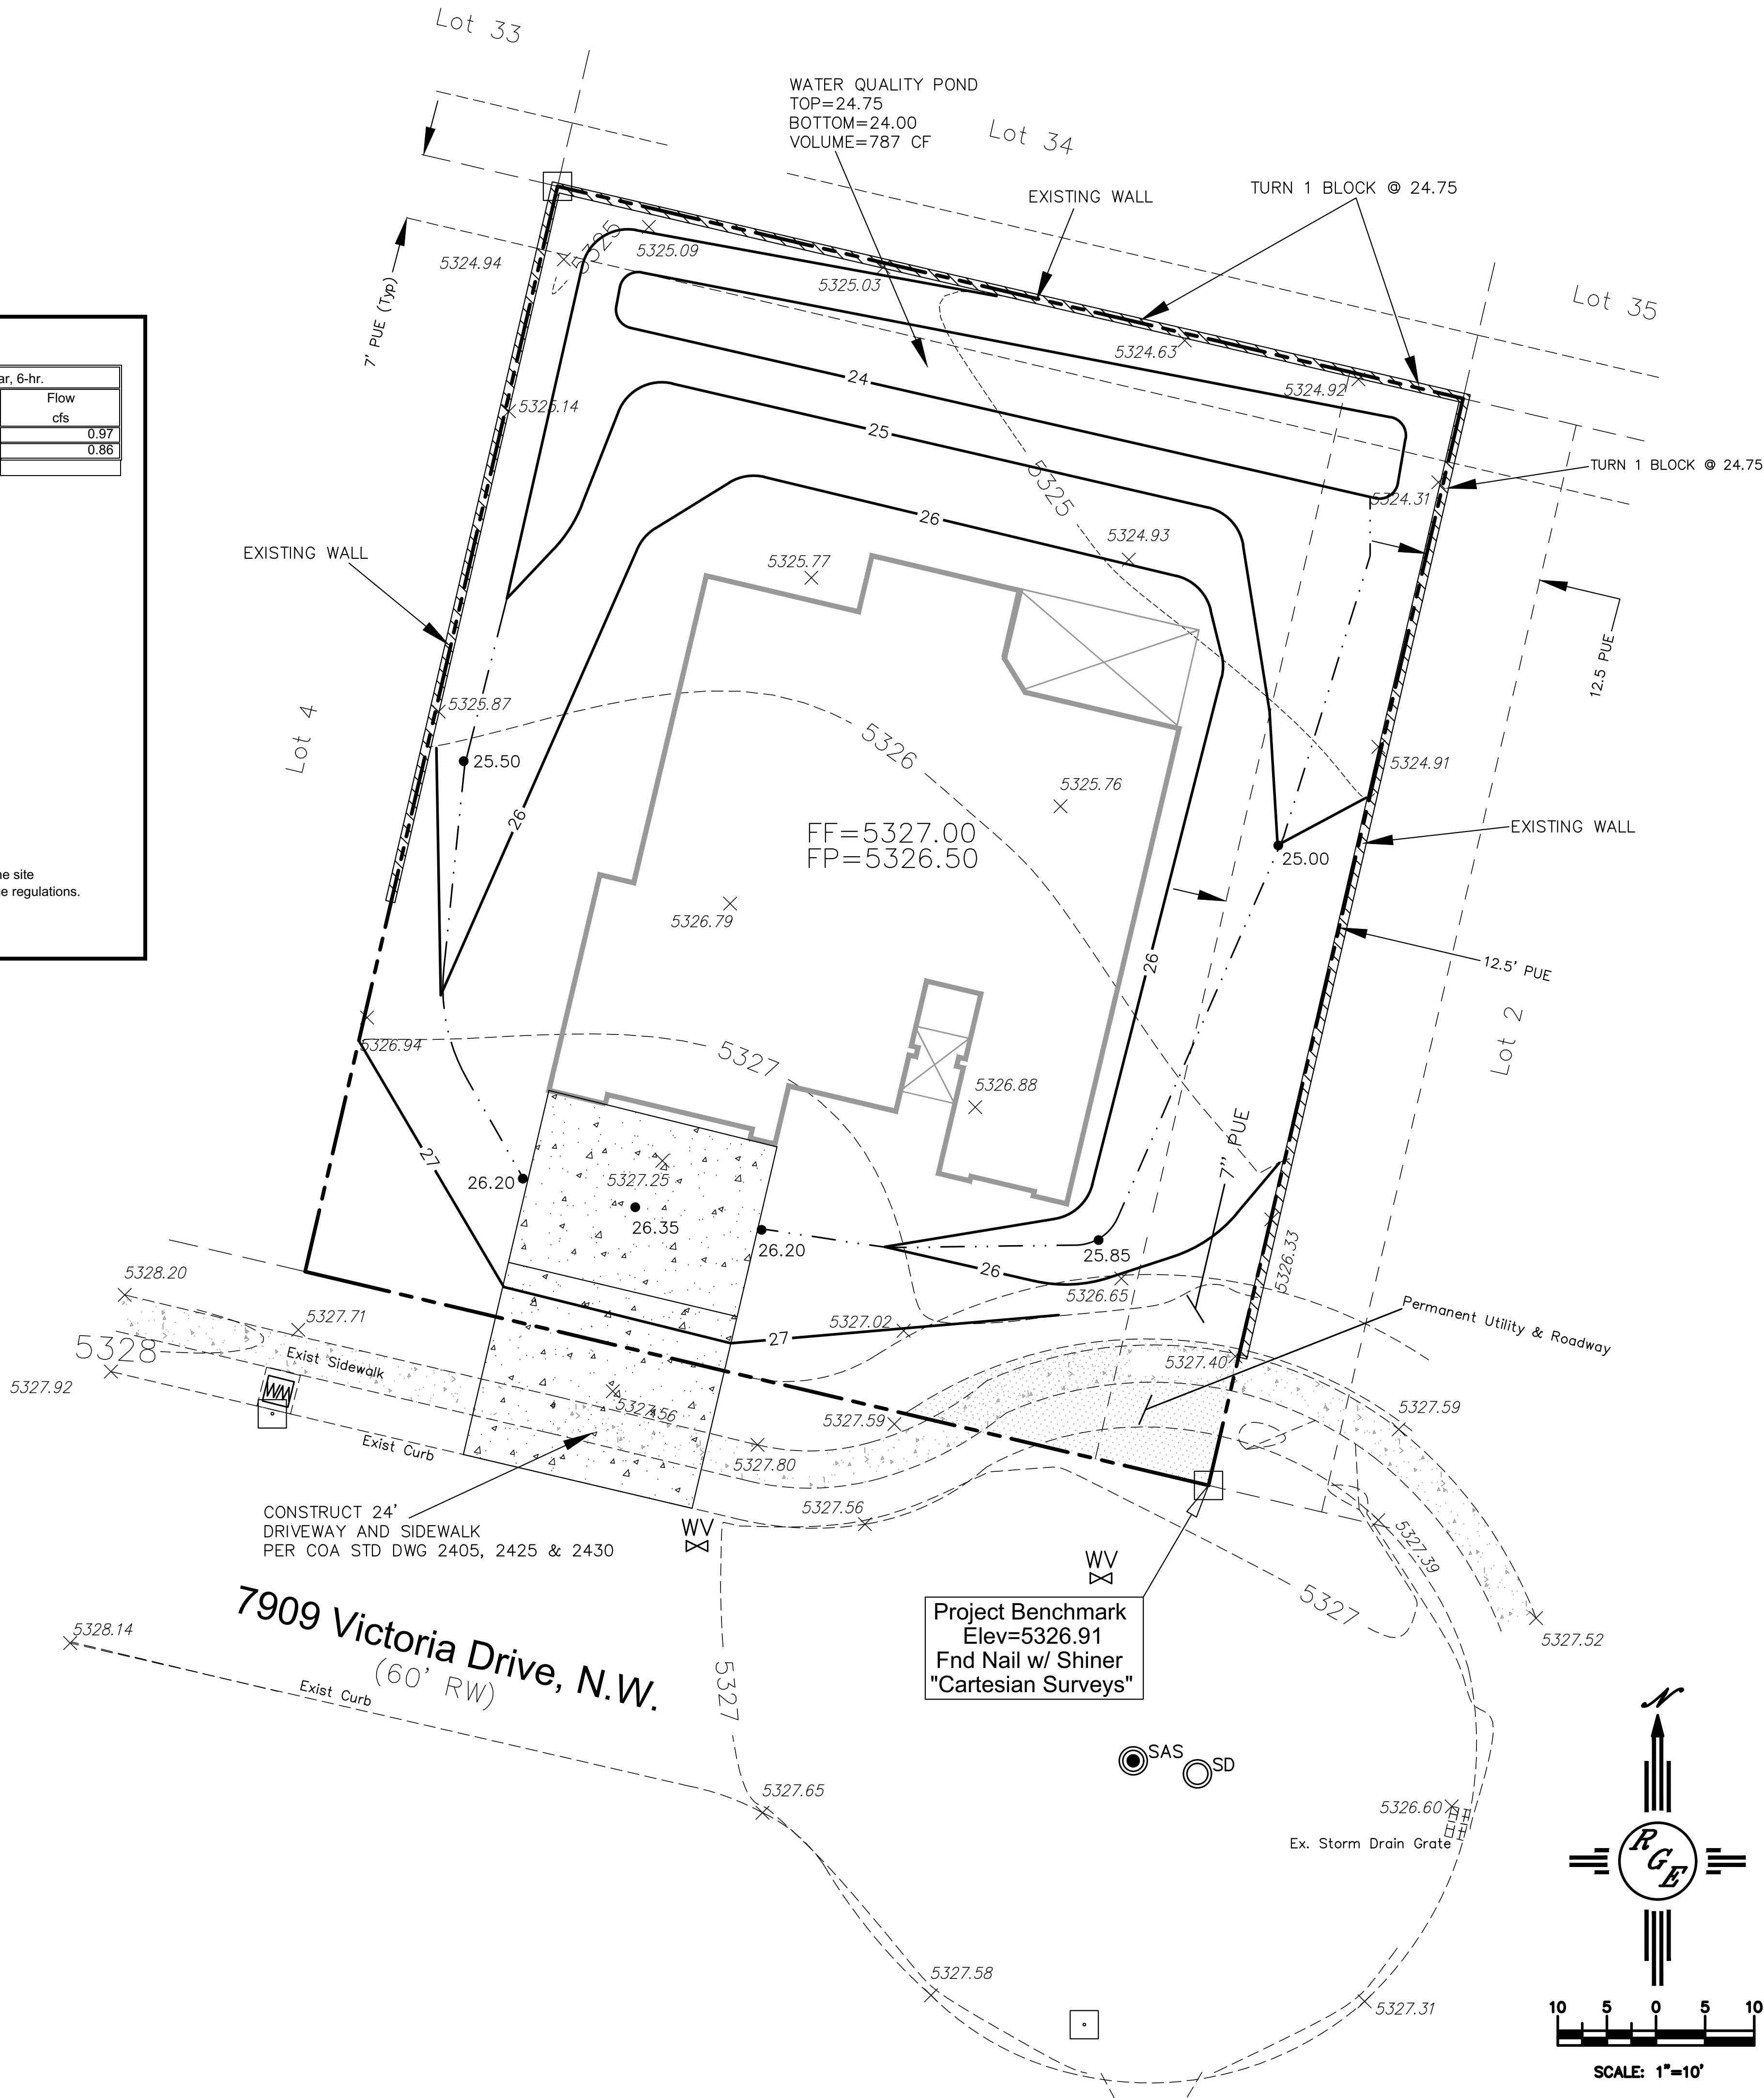 Lot 33
WATER QUALITY POND
TOP=24.75
BOTTOM=24.00
VOLUME=787 CF
Lot 34
EXISTING WALL
TURN 1 BLOCK @ 24.75
Lot 35
7' PUE (Typ)
5324.94
5325
5325.09
5325.03
5324.63
5324.92
ar, 6-hr.
Flow
cfs
0.97
0.86
5325.14
24
25
5325
TURN 1 BLOCK @ 24.75
5324.31
26
5324.93
EXISTING WALL
5325.77
12.5 PUE
Lot 4
5325.87
25.50
5326
5324.91
5325.76
26
FF=5327.00
FP=5326.50
EXISTING WALL
25.00
ne site
e regulations.
5326.79
26
12.5' PUE
Lot 2
5326.94
5327
5326.88
27
7" PUE
26.20
5327.25
26.35
26.20
25.85
26
5326.65
5326.33
5328.20
5327.71
5327.02
27
Permanent Utility & Roadway
5328
Exist Sidewalk
5327.40
5327.92
WM
5327.56
5327.59
5327.59
Exist Curb
5327.80
CONSTRUCT 24'
DRIVEWAY AND SIDEWALK
PER COA STD DWG 2405, 2425 & 2430
5327.56
WV
WV
5327.39
5327
7909 Victoria Drive, N.W.
(60' RW)
Project Benchmark
Elev=5326.91
Fnd Nail w/ Shiner
"Cartesian Surveys"
5328.14
5327.52
Exist Curb
5327
SAS
SD
N
5327.65
5326.60
Ex. Storm Drain Grate
RGE
5327.58
5327.31
10 5 0 5 10
SCALE: 1"=10'